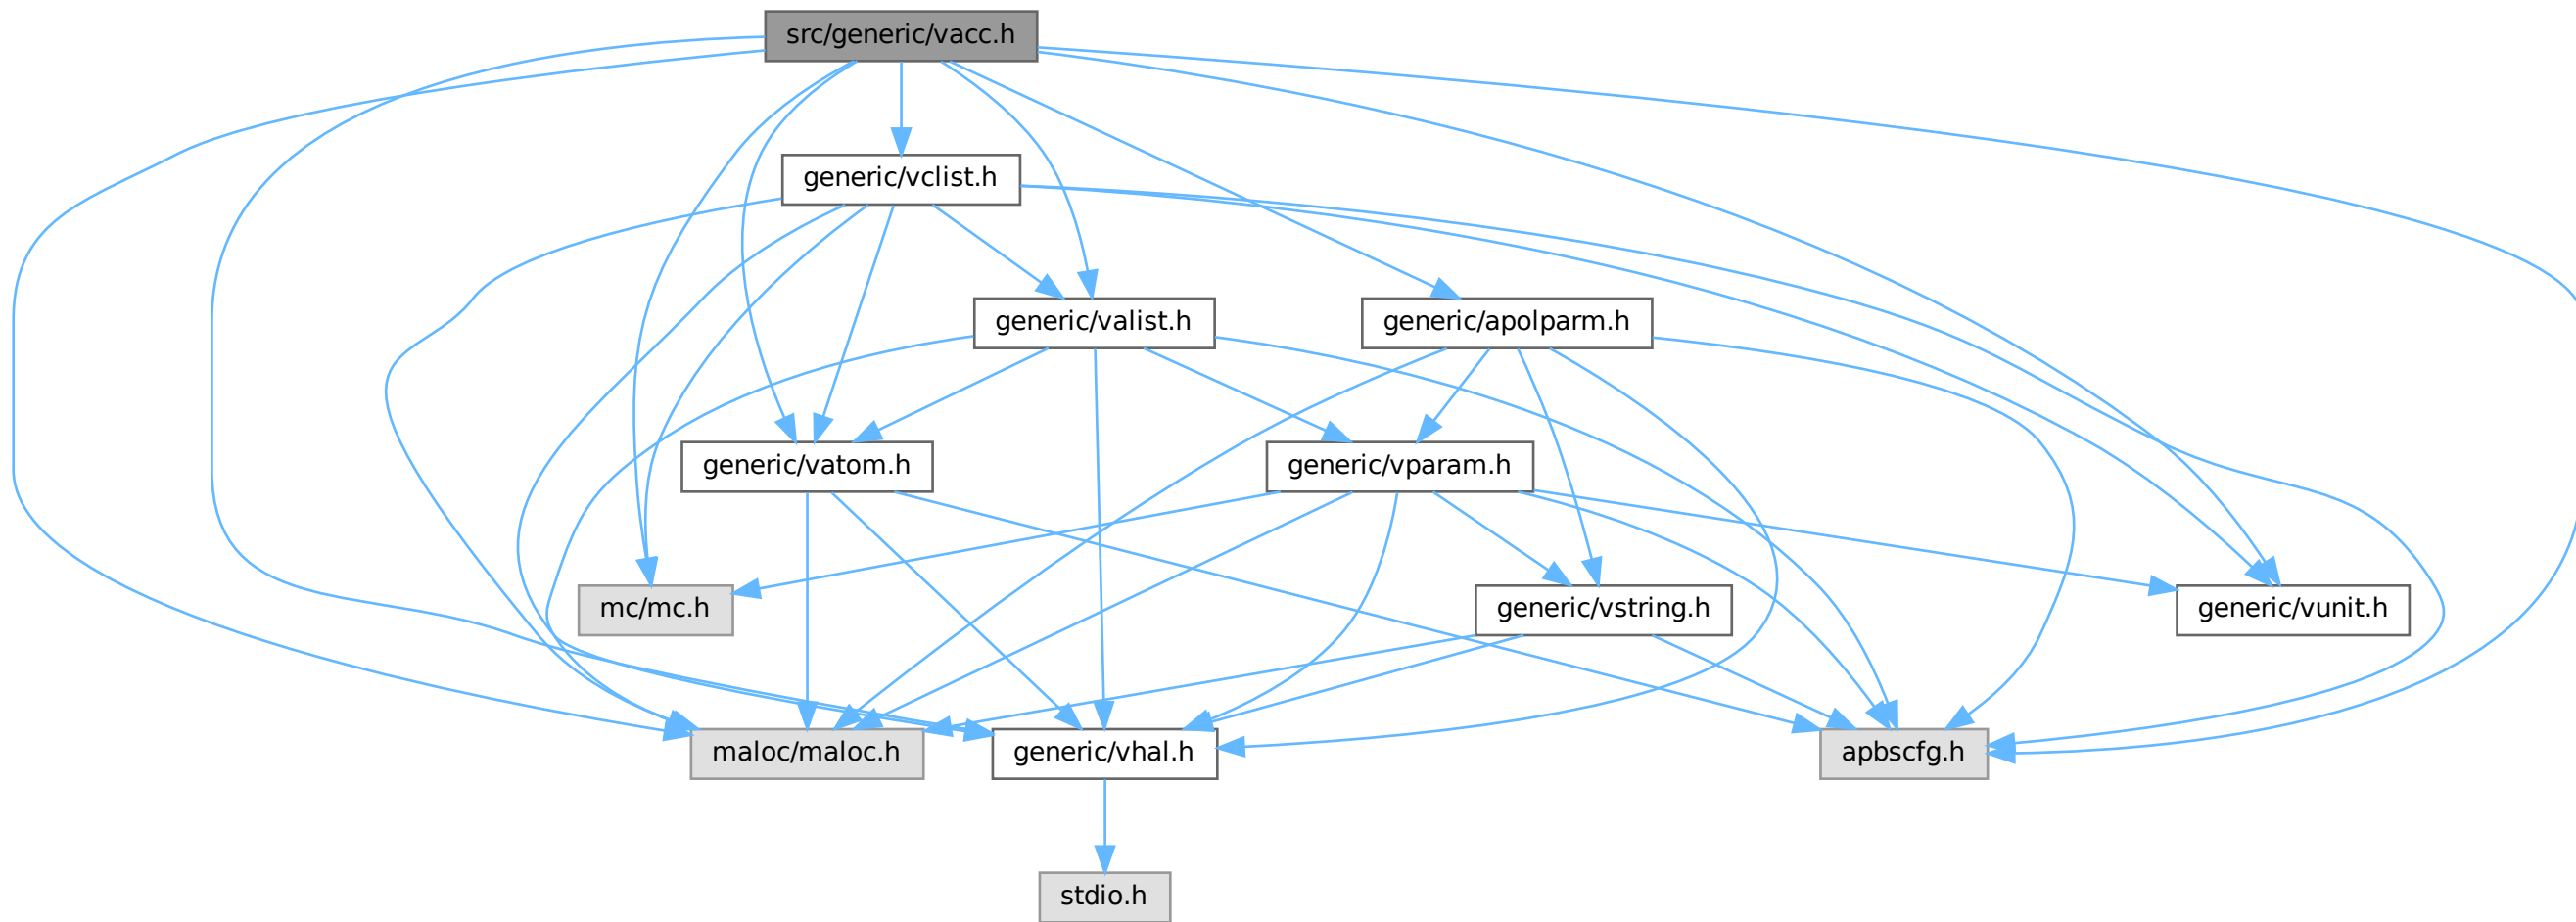 src/generic/vacc.h
generic/vclist.h
generic/valist.h
generic/apolparm.h
generic/vatom.h
generic/vparam.h
mc/mc.h
generic/vstring.h
generic/vunit.h
maloc/maloc.h
generic/vhal.h
apbscfg.h
stdio.h